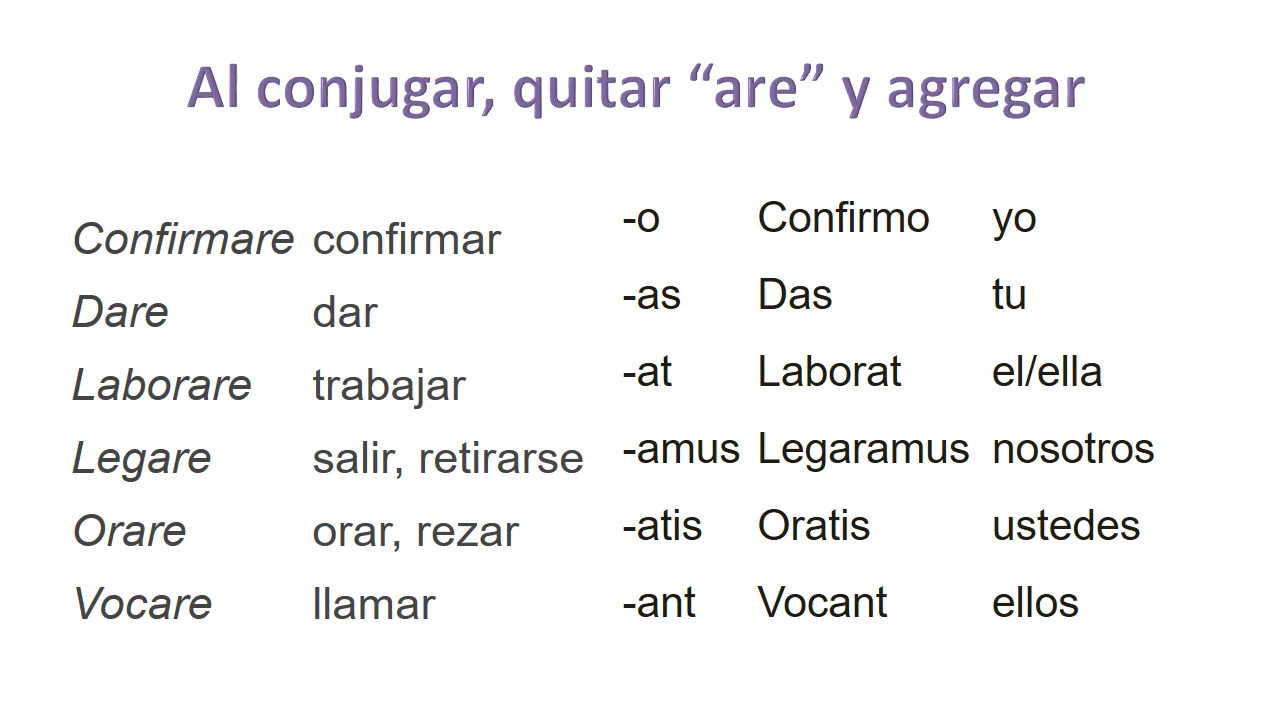 Al conjugar, quitar “are” y agregar
Confirmare confirmar
Dare dar
Laborare trabajar
Legare salir, retirarse
Orare orar, rezar
Vocare llamar
-o Confirmo yo
-as Das tu
-at Laborat el/ella
-amus Legaramus nosotros
-atis Oratis ustedes
-ant Vocant ellos